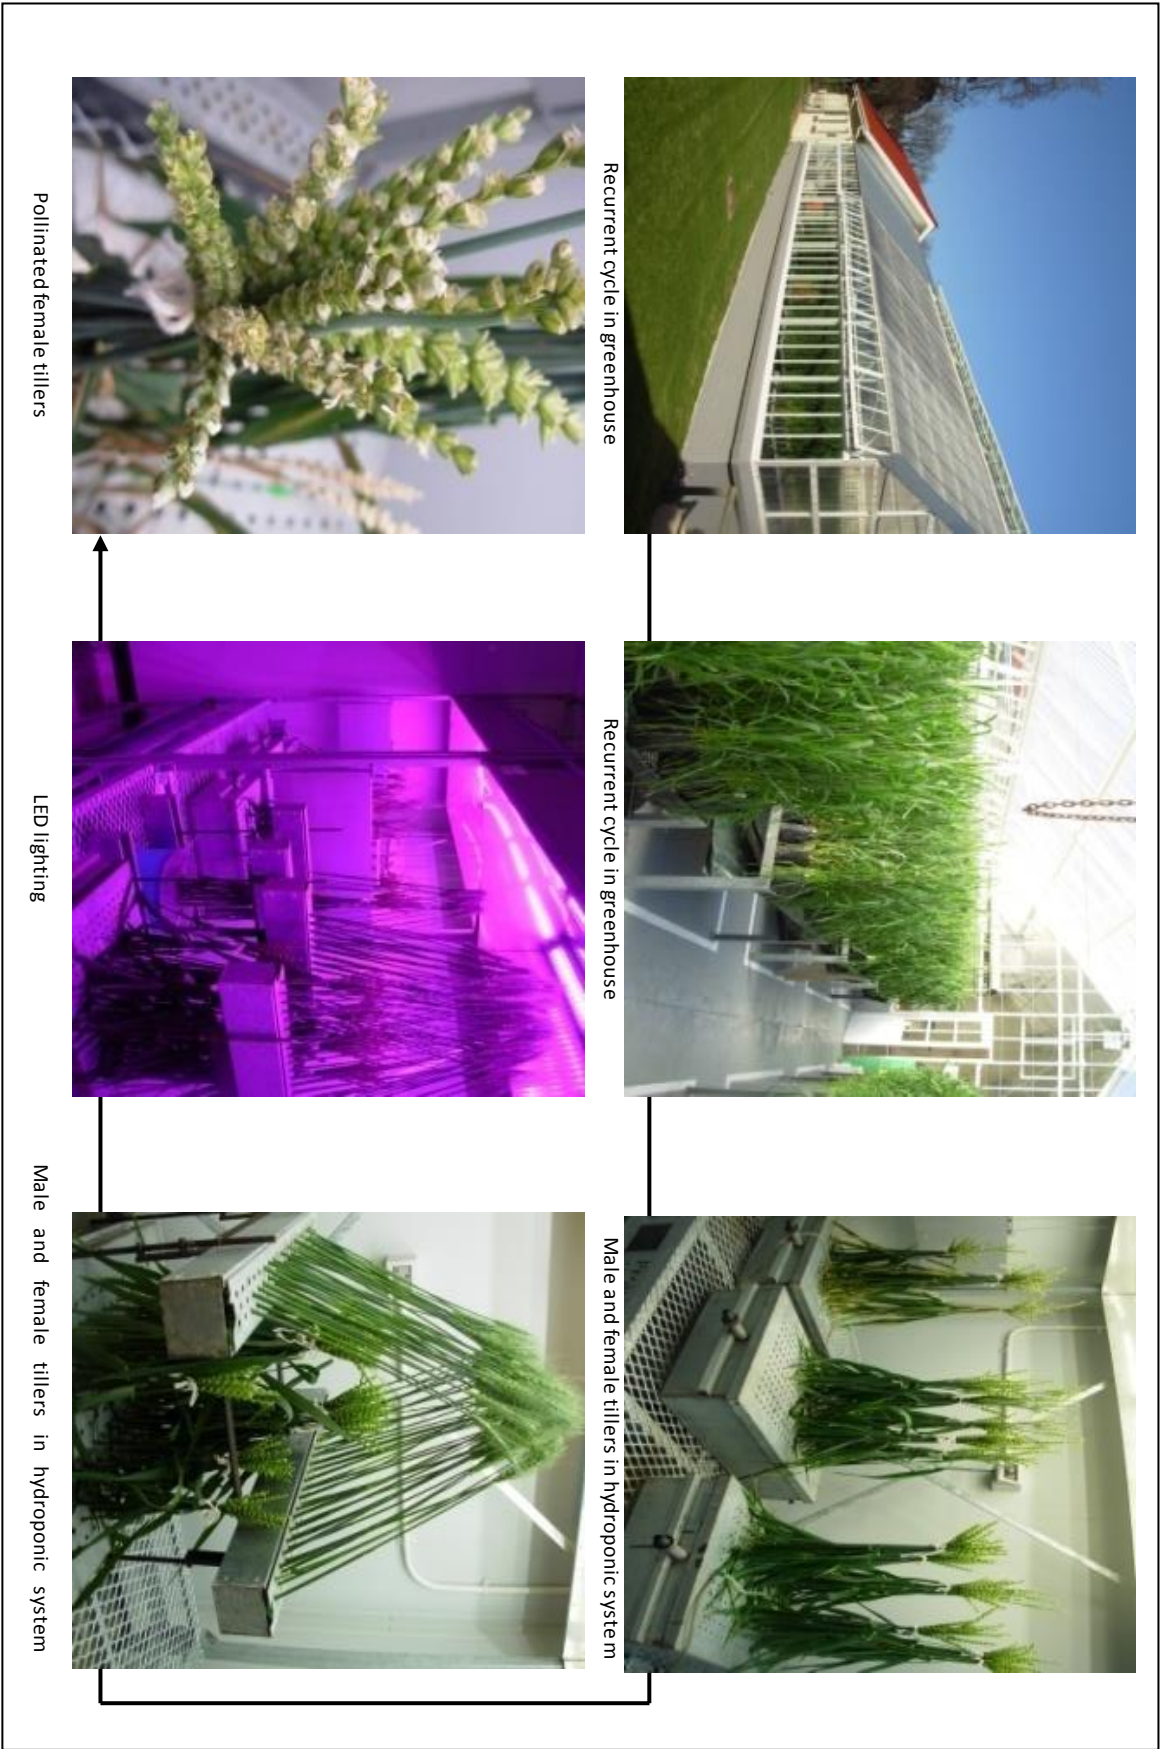 Recurrent cycle in greenhouse
Recurrent cycle in greenhouse
Male and female tillers in hydroponic system
Pollinated female tillers
LED lighting
Male and female tillers in hydroponic system